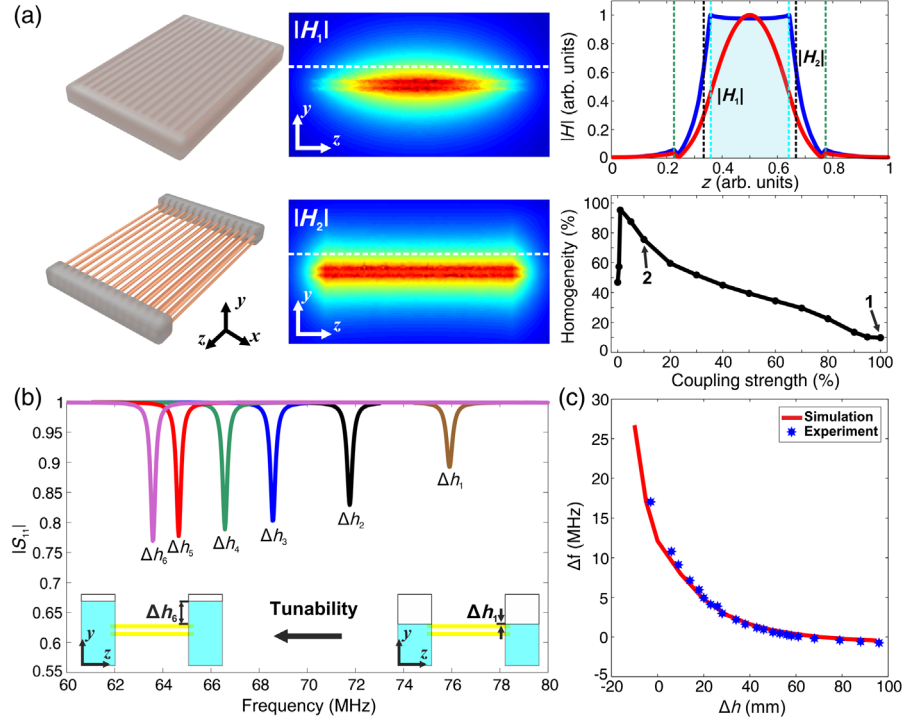 (a)
|H₁|
y
z
|H| (arb. units)
1
0.8
0.6
0.4
0.2
0
|H₂|
|H₁|
0 0.2 0.4 0.6 0.8 1
z (arb. units)
|H₂|
y
z
y
z x
Homogeneity (%)
100
80
60
40
20
0
2
1
0 10 20 30 40 50 60 70 80 90 100
Coupling strength (%)
(b)
|S₁₁|
1
0.95
0.9
0.85
0.8
0.75
0.7
0.65
0.6
0.55
Δh₁
Δh₂
Δh₃
Δh₄
Δh₅
Δh₆
Δh₆
Tunability
Δh₁
y
z
y
z
60 62 64 66 68 70 72 74 76 78 80
Frequency (MHz)
(c)
Δf (MHz)
30
25
20
15
10
5
0
-5
Simulation
Experiment
-20 0 20 40 60 80 100
Δh (mm)